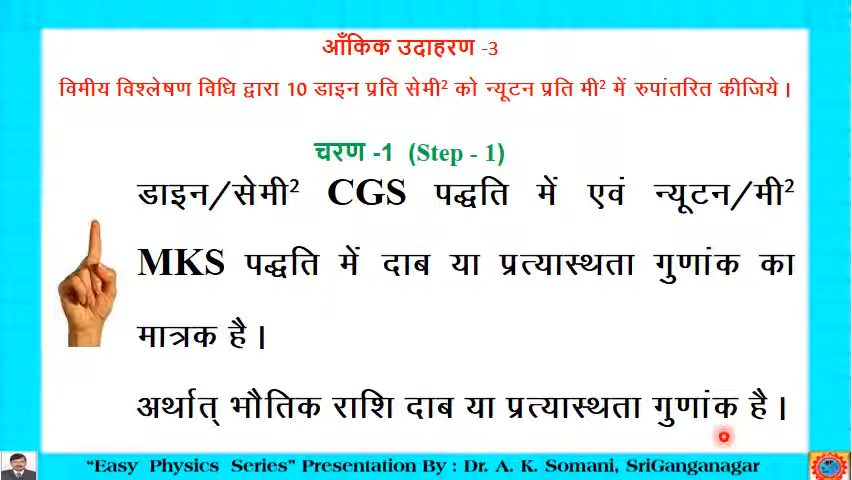 आँकिक उदाहरण -3
विमीय विश्लेषण विधि द्वारा 10 डाइन प्रति सेमी² को न्यूटन प्रति मी² में रुपांतरित कीजिये ।
चरण -1 (Step - 1)
डाइन/सेमी² CGS पद्धति में एवं न्यूटन/मी²
MKS पद्धति में दाब या प्रत्यास्थता गुणांक का
मात्रक है ।
अर्थात् भौतिक राशि दाब या प्रत्यास्थता गुणांक है ।
“Easy Physics Series” Presentation By : Dr. A. K. Somani, SriGanganagar